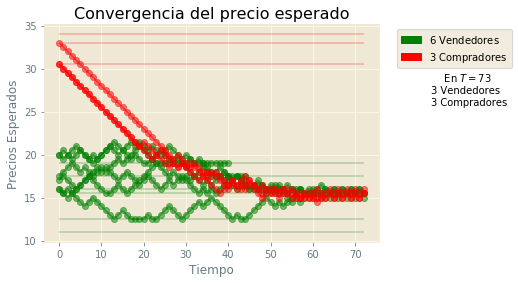 Convergencia del precio esperado
Precios Esperados
35
30
25
20
15
10
0 10 20 30 40 50 60 70
Tiempo
6 Vendedores
3 Compradores
En T = 73
3 Vendedores
3 Compradores